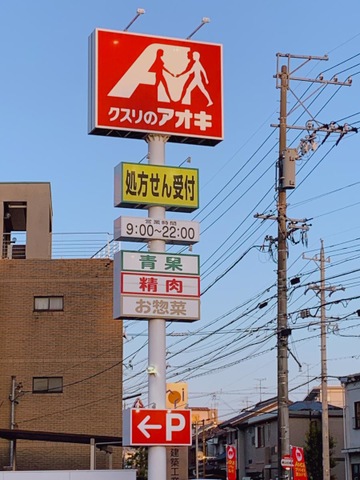 クスリのアオキ
処方せん受付
営業時間
9:00~22:00
青果
精肉
お惣菜
←P